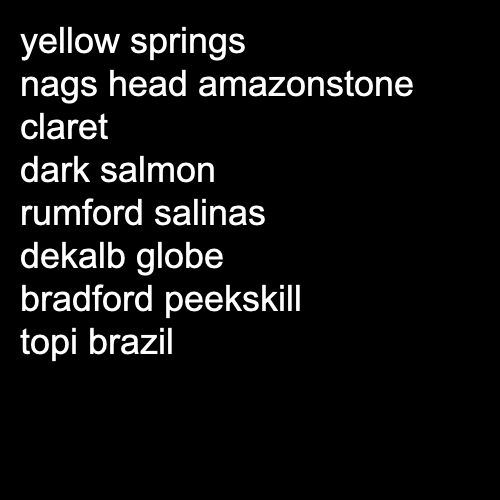 yellow springs
nags head amazonstone
claret
dark salmon
rumford salinas
dekalb globe
bradford peekskill
topi brazil